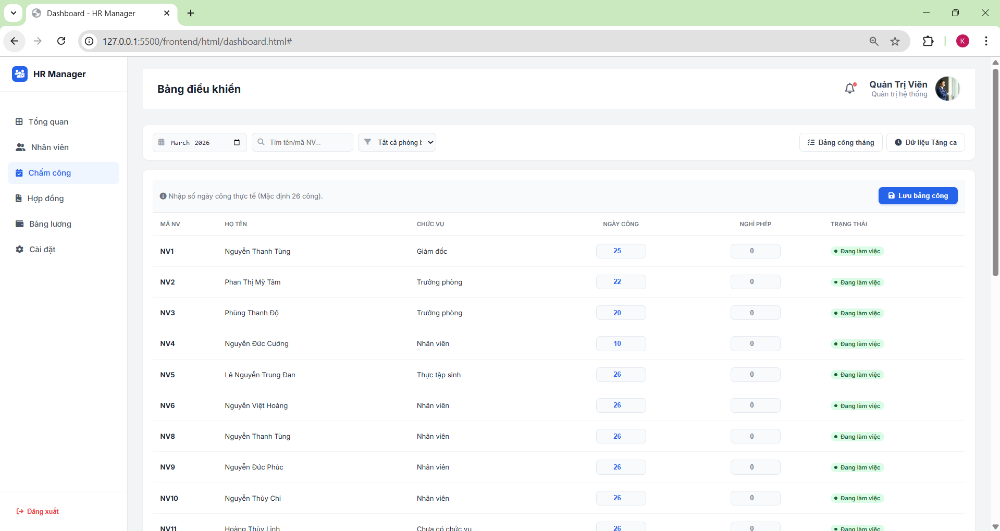 Dashboard - HR Manager
127.0.0.1:5500/frontend/html/dashboard.html#
K
HR Manager
Tổng quan
Nhân viên
Chấm công
Hợp đồng
Bảng lương
Cài đặt
Đăng xuất
Bảng điều khiển
Quản Trị Viên
Quản trị hệ thống
March 2026
Tìm tên/mã NV...
Tất cả phòng b
Bảng công tháng
Dữ liệu Tăng ca
Nhập số ngày công thực tế (Mặc định 26 công).
Lưu bảng công
MÃ NV HỌ TÊN CHỨC VỤ NGÀY CÔNG NGHỈ PHÉP TRẠNG THÁI
NV1 Nguyễn Thanh Tùng Giám đốc 25 0 Đang làm việc
NV2 Phan Thị Mỹ Tâm Trưởng phòng 22 0 Đang làm việc
NV3 Phùng Thanh Độ Trưởng phòng 20 0 Đang làm việc
NV4 Nguyễn Đức Cường Nhân viên 10 0 Đang làm việc
NV5 Lê Nguyễn Trung Đan Thực tập sinh 26 0 Đang làm việc
NV6 Nguyễn Việt Hoàng Nhân viên 26 0 Đang làm việc
NV8 Nguyễn Thanh Tùng Nhân viên 26 0 Đang làm việc
NV9 Nguyễn Đức Phúc Nhân viên 26 0 Đang làm việc
NV10 Nguyễn Thùy Chi Nhân viên 26 0 Đang làm việc
NV11 Hoàng Thùy Linh Chưa có chức vụ 26 0 Đang làm việc